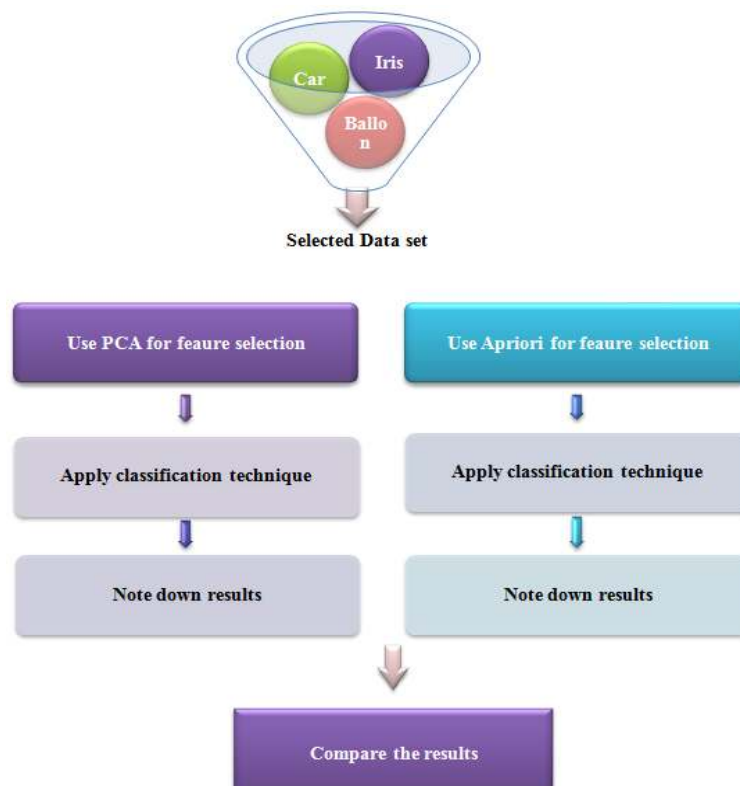 Car
Iris
Ballo
n
Selected Data set
Use PCA for feaure selection
Use Apriori for feaure selection
Apply classification technique
Apply classification technique
Note down results
Note down results
Compare the results